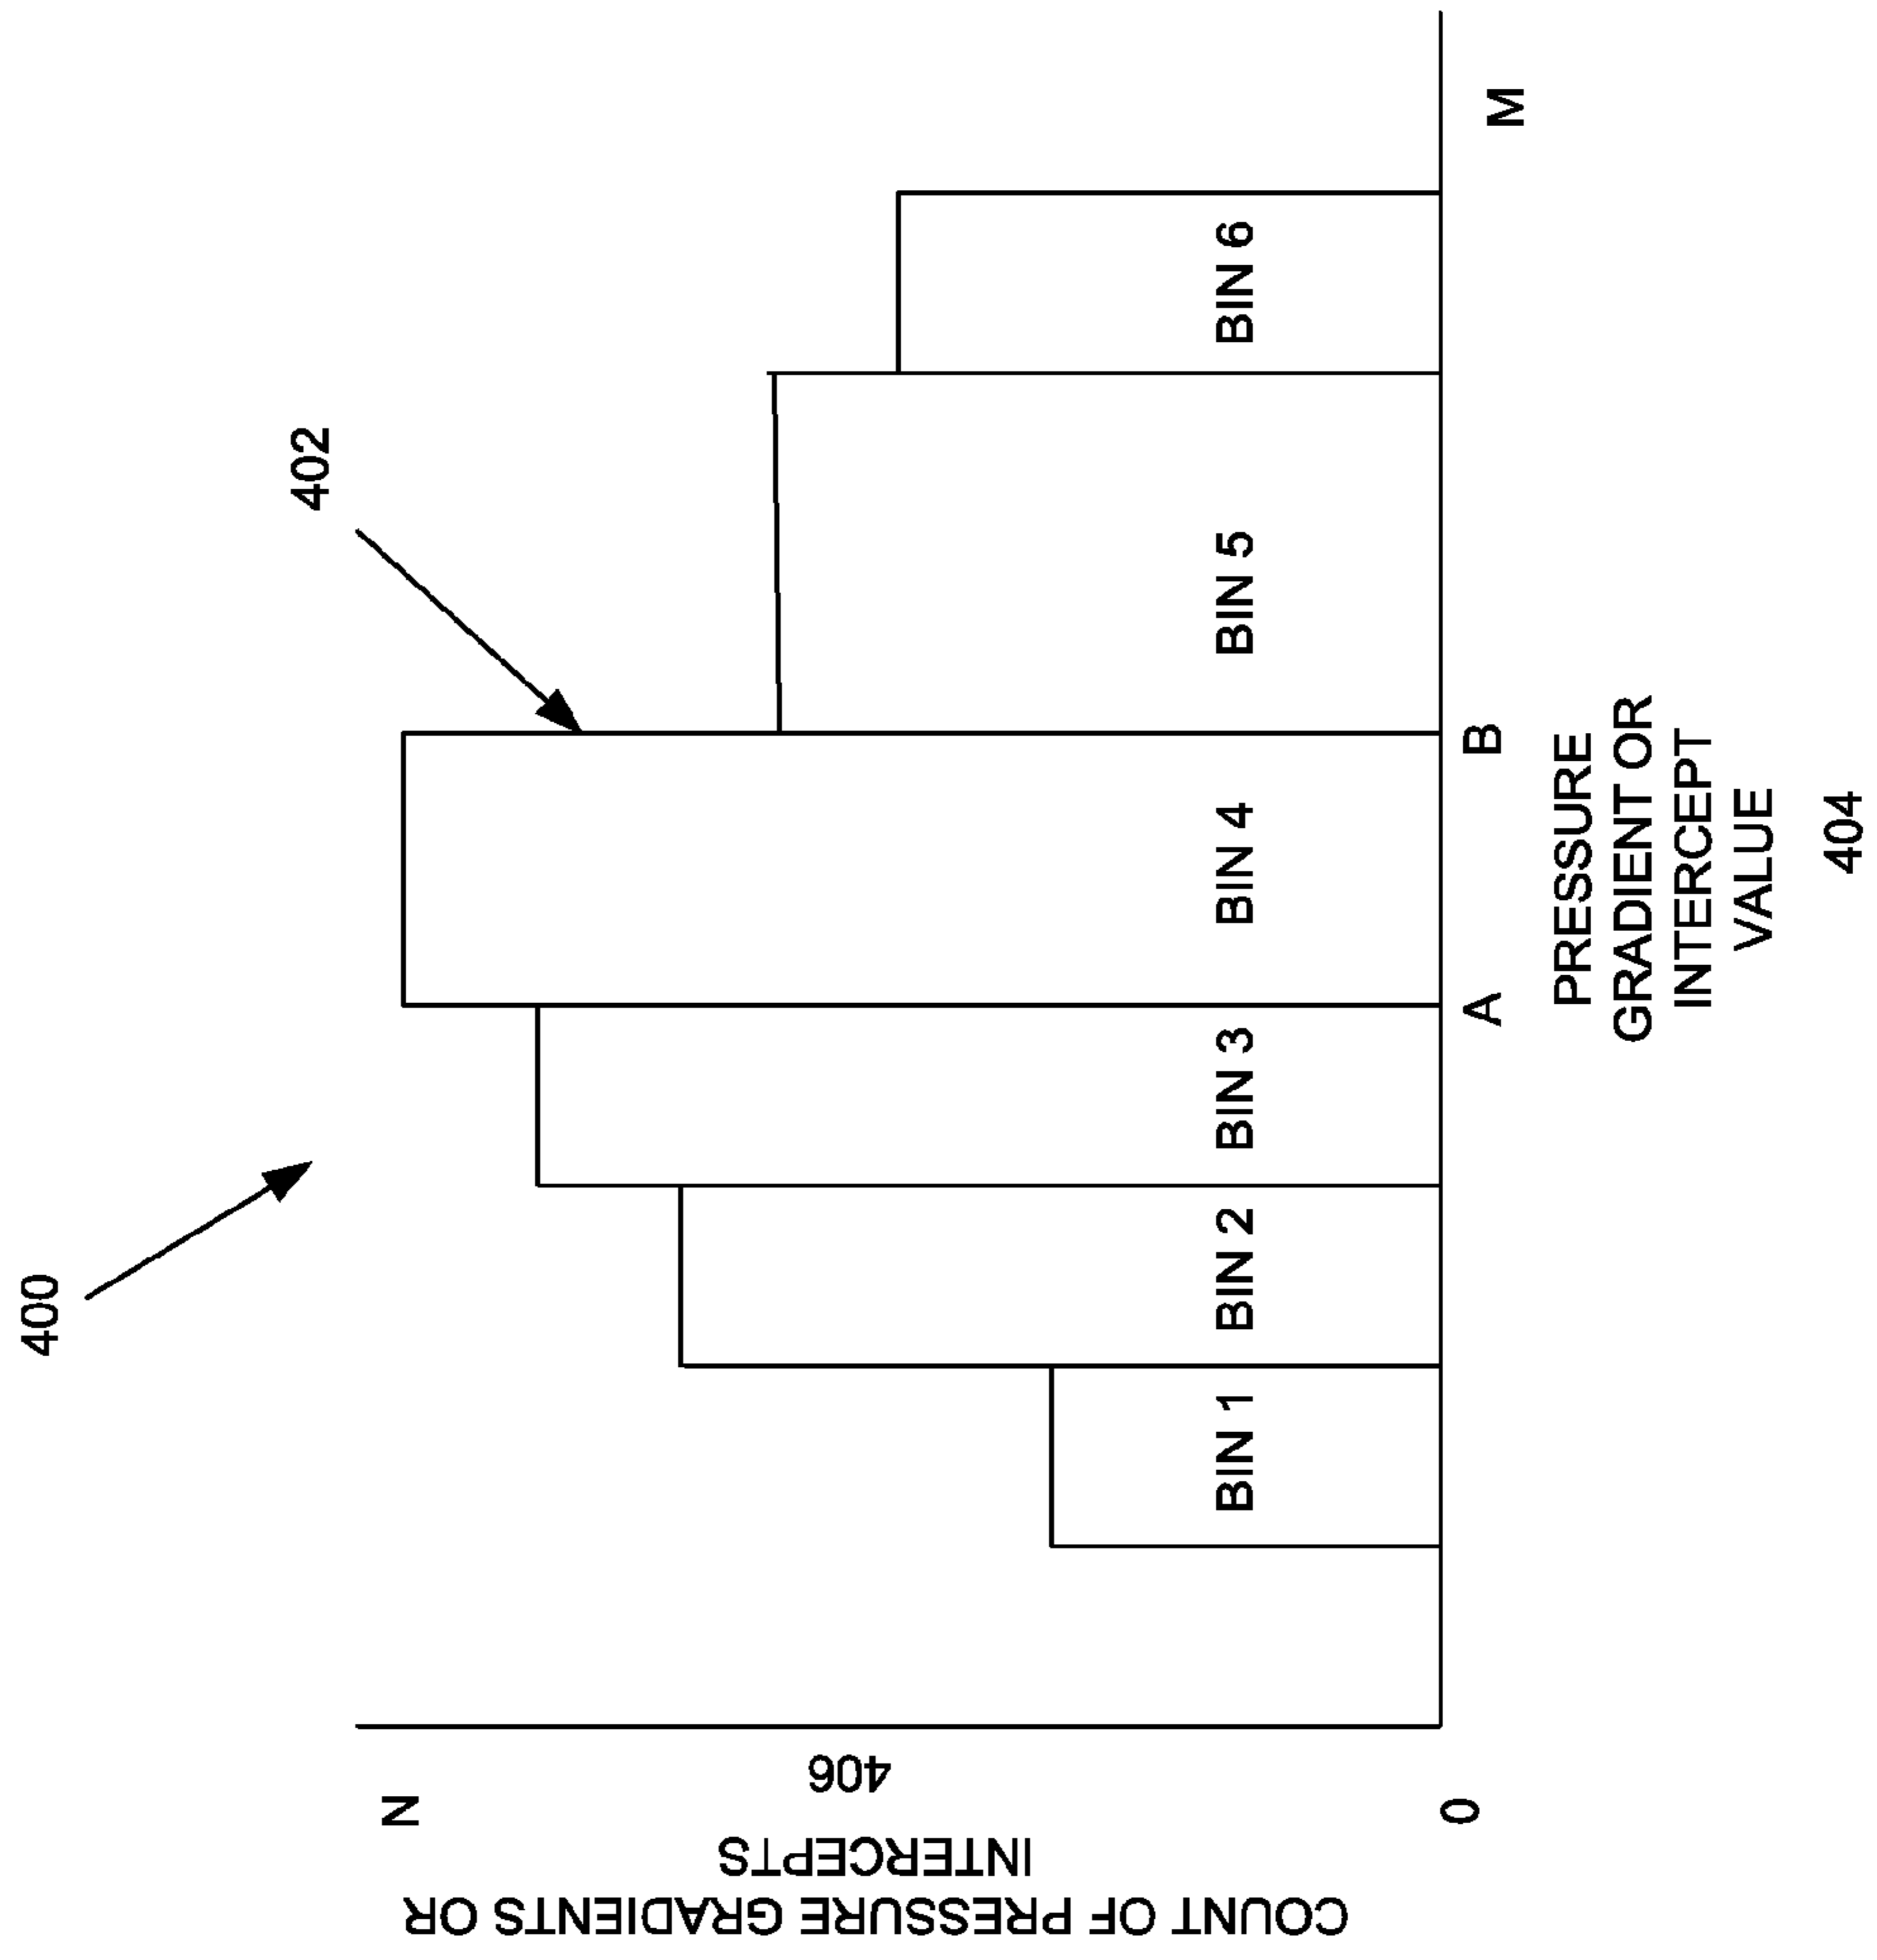 400
402
COUNT OF PRESSURE GRADIENTS OR
INTERCEPTS
406
N
0
BIN 1
BIN 2
BIN 3
BIN 4
BIN 5
BIN 6
A
B
M
PRESSURE
GRADIENT OR
INTERCEPT
VALUE
404